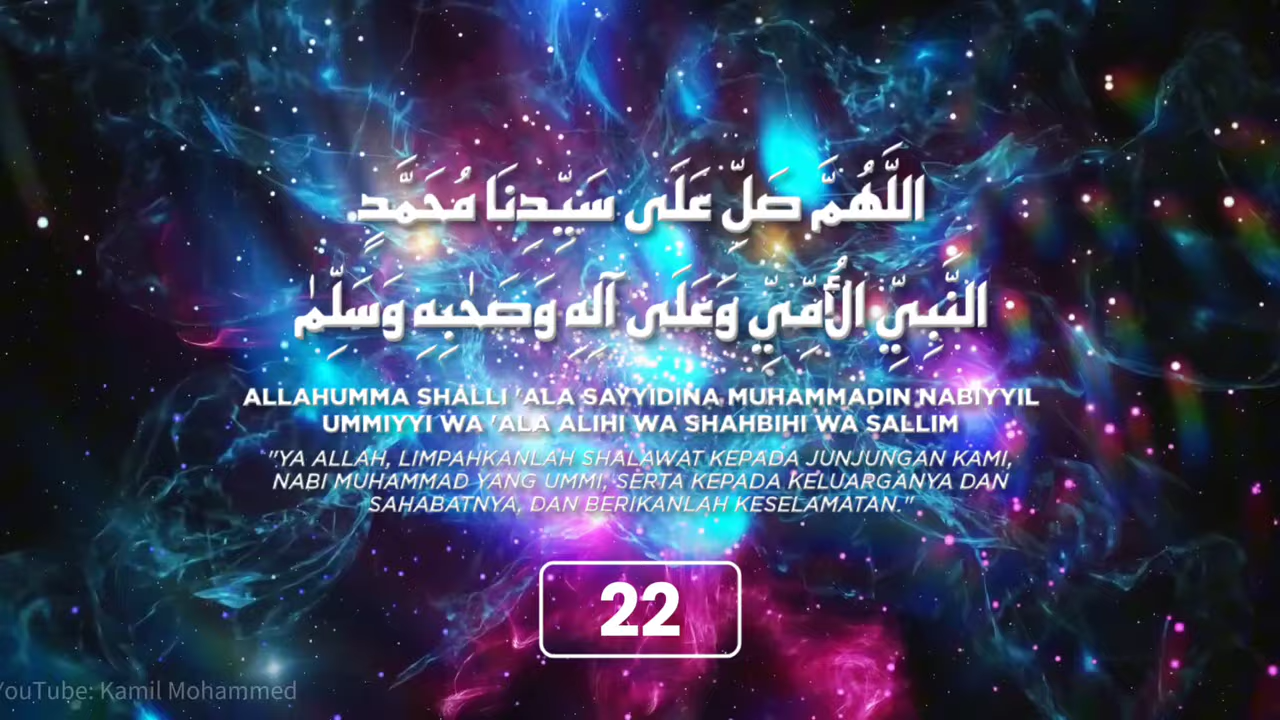 اللَّهُمَّ صَلِّ عَلَى سَيِّدِنَا مُحَمَّدٍ
النَّبِيِّ الأُمِّيِّ وَعَلَى آلِهِ وَصَحْبِهِ وَسَلِّمْ
ALLAHUMMA SHALLI 'ALA SAYYIDINA MUHAMMADIN NABIYYIL
UMMIYYI WA 'ALA ALIHI WA SHAHBIHI WA SALLIM
"YA ALLAH, LIMPAHKANLAH SHALAWAT KEPADA JUNJUNGAN KAMI,
NABI MUHAMMAD YANG UMMI, SERTA KEPADA KELUARGANYA DAN
SAHABATNYA, DAN BERIKANLAH KESELAMATAN."
22
YouTube: Kamil Mohammed